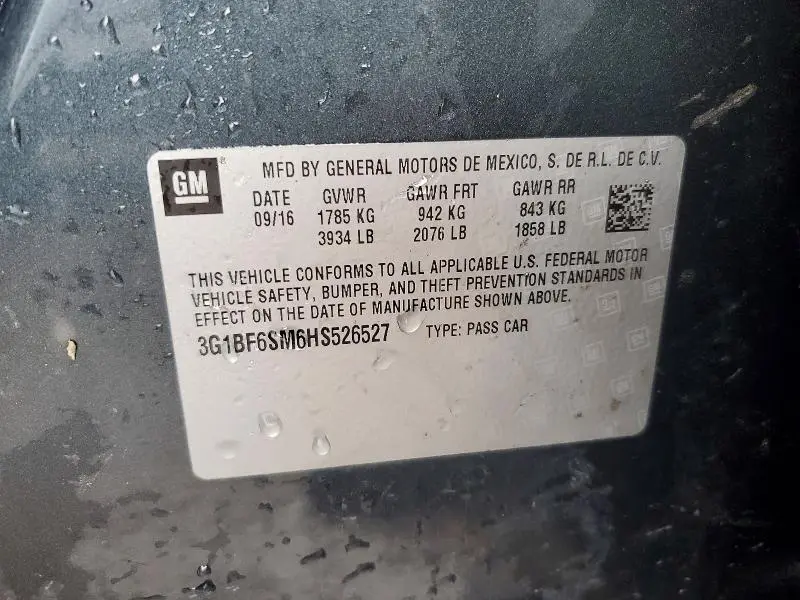 GM
MFD BY GENERAL MOTORS DE MEXICO, S. DE R.L. DE C.V.
DATE GVWR GAWR FRT GAWR RR
09/16 1785 KG 942 KG 843 KG
3934 LB 2076 LB 1858 LB
THIS VEHICLE CONFORMS TO ALL APPLICABLE U.S. FEDERAL MOTOR
VEHICLE SAFETY, BUMPER, AND THEFT PREVENTION STANDARDS IN
EFFECT ON THE DATE OF MANUFACTURE SHOWN ABOVE.
3G1BF6SM6HS526527 TYPE: PASS CAR